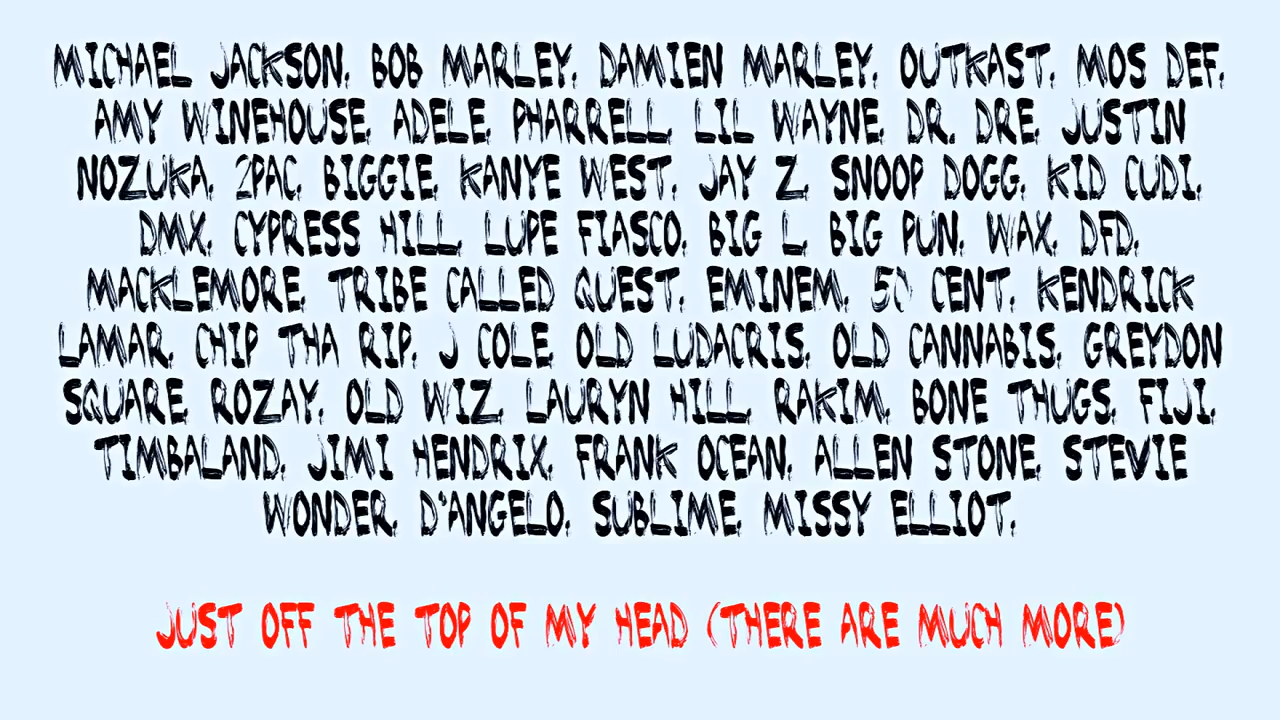 MICHAEL JACKSON, BOB MARLEY, DAMIEN MARLEY, OUTKAST, MOS DEF,
AMY WINEHOUSE, ADELE, PHARRELL, LIL WAYNE, DR. DRE, JUSTIN
NOZUKA, 2PAC, BIGGIE, KANYE WEST, JAY Z, SNOOP DOGG, KID CUDI,
DMX, CYPRESS HILL, LUPE FIASCO, BIG L, BIG PUN, WAX, DFD,
MACKLEMORE, TRIBE CALLED QUEST, EMINEM, 50 CENT, KENDRICK
LAMAR, CHIP THA RIP, J COLE, OLD LUDACRIS, OLD CANNABIS, GREYDON
SQUARE, ROZAY, OLD WIZ, LAURYN HILL, RAKIM, BONE THUGS, FIJI,
TIMBALAND, JIMI HENDRIX, FRANK OCEAN, ALLEN STONE, STEVIE
WONDER, D'ANGELO, SUBLIME, MISSY ELLIOT,
JUST OFF THE TOP OF MY HEAD (THERE ARE MUCH MORE)